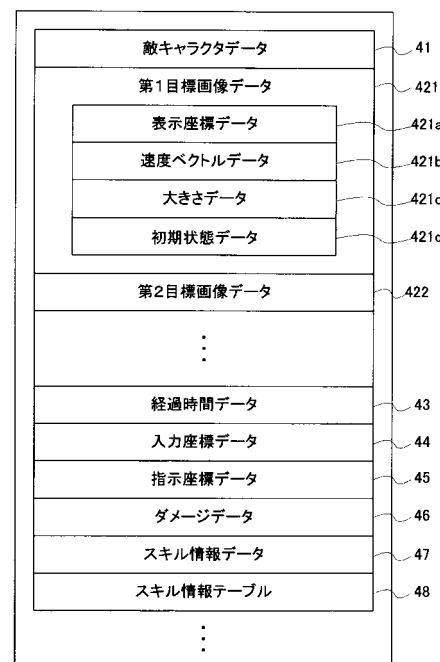 敵キャラクタデータ 41
第1目標画像データ 421
表示座標データ 421a
速度ベクトルデータ 421b
大きさデータ 421c
初期状態データ 421d
第2目標画像データ 422
経過時間データ 43
入力座標データ 44
指示座標データ 45
ダメージデータ 46
スキル情報データ 47
スキル情報テーブル 48